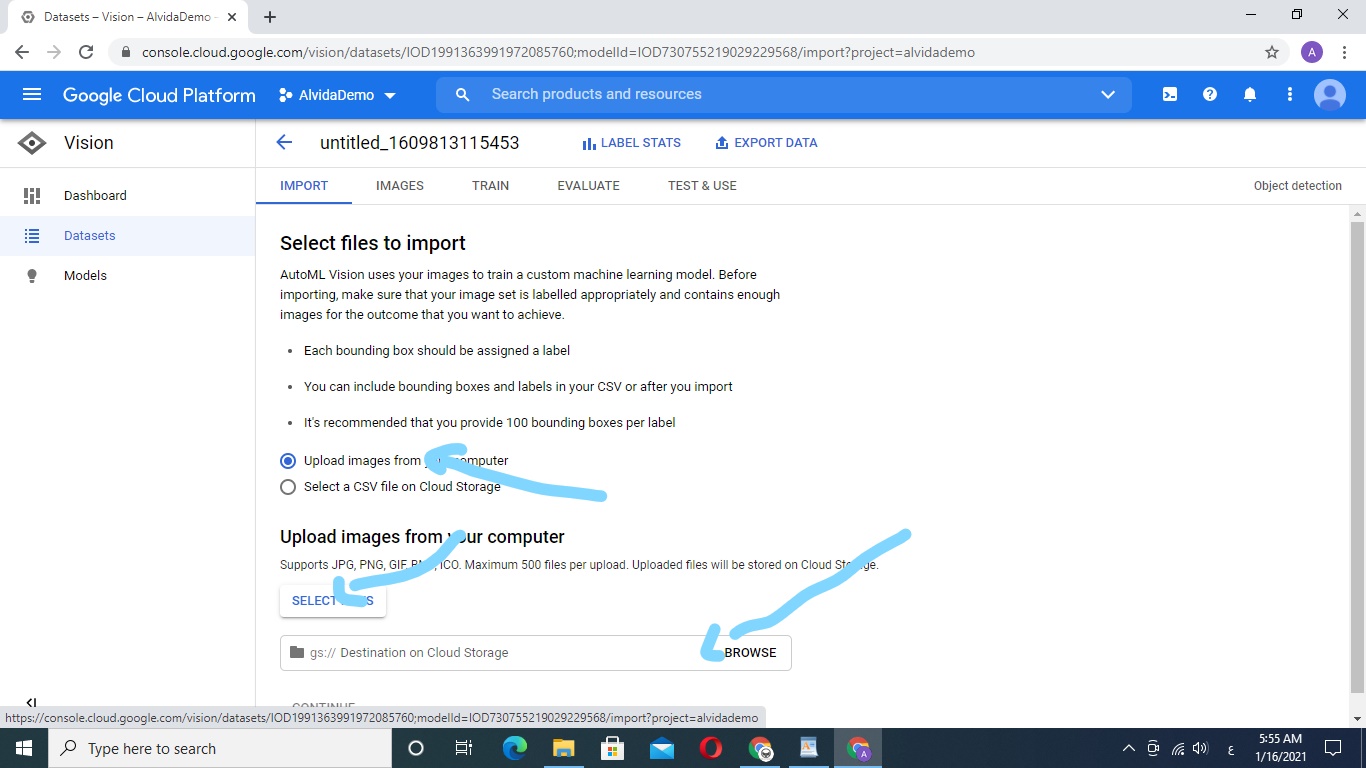 Datasets – Vision – AlvidaDemo
console.cloud.google.com/vision/datasets/IOD1991363991972085760;modelId=IOD730755219029229568/import?project=alvidademo
A
Google Cloud Platform
AlvidaDemo
Search products and resources
Vision
untitled_1609813115453
LABEL STATS
EXPORT DATA
Dashboard
Datasets
Models
IMPORT
IMAGES
TRAIN
EVALUATE
TEST & USE
Object detection
Select files to import
AutoML Vision uses your images to train a custom machine learning model. Before
importing, make sure that your image set is labelled appropriately and contains enough
images for the outcome that you want to achieve.
• Each bounding box should be assigned a label
• You can include bounding boxes and labels in your CSV or after you import
• It's recommended that you provide 100 bounding boxes per label
Upload images from your computer
Select a CSV file on Cloud Storage
Upload images from your computer
Supports JPG, PNG, GIF, BMP, ICO. Maximum 500 files per upload. Uploaded files will be stored on Cloud Storage.
SELECT
gs:// Destination on Cloud Storage
BROWSE
CONTINUE
https://console.cloud.google.com/vision/datasets/IOD1991363991972085760;modelId=IOD730755219029229568/import?project=alvidademo
Type here to search
A
ع
5:55 AM
1/16/2021